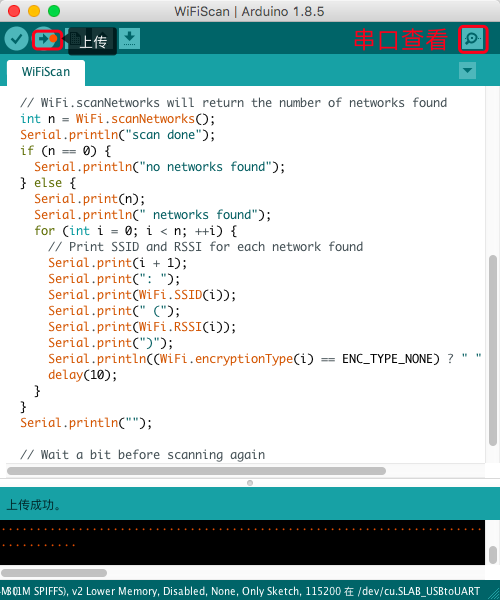 WiFiScan | Arduino 1.8.5
上传
串口查看
WiFiScan
// WiFi.scanNetworks will return the number of networks found
int n = WiFi.scanNetworks();
Serial.println("scan done");
if (n == 0) {
Serial.println("no networks found");
} else {
Serial.print(n);
Serial.println(" networks found");
for (int i = 0; i < n; ++i) {
// Print SSID and RSSI for each network found
Serial.print(i + 1);
Serial.print(": ");
Serial.print(WiFi.SSID(i));
Serial.print(" (");
Serial.print(WiFi.RSSI(i));
Serial.print(")");
Serial.println((WiFi.encryptionType(i) == ENC_TYPE_NONE) ? " "
delay(10);
}
}
Serial.println("");
// Wait a bit before scanning again
上传成功。
(1M SPIFFS), v2 Lower Memory, Disabled, None, Only Sketch, 115200 在 /dev/cu.SLAB_USBtoUART